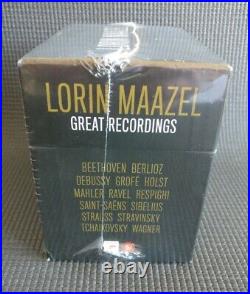 LORIN MAAZEL
GREAT RECORDINGS
BEETHOVEN BERLIOZ
DEBUSSY GROFÉ HOLST
MAHLER RAVEL RESPIGHI
SAINT-SAËNS SIBELIUS
STRAUSS STRAVINSKY
TCHAIKOVSKY WAGNER